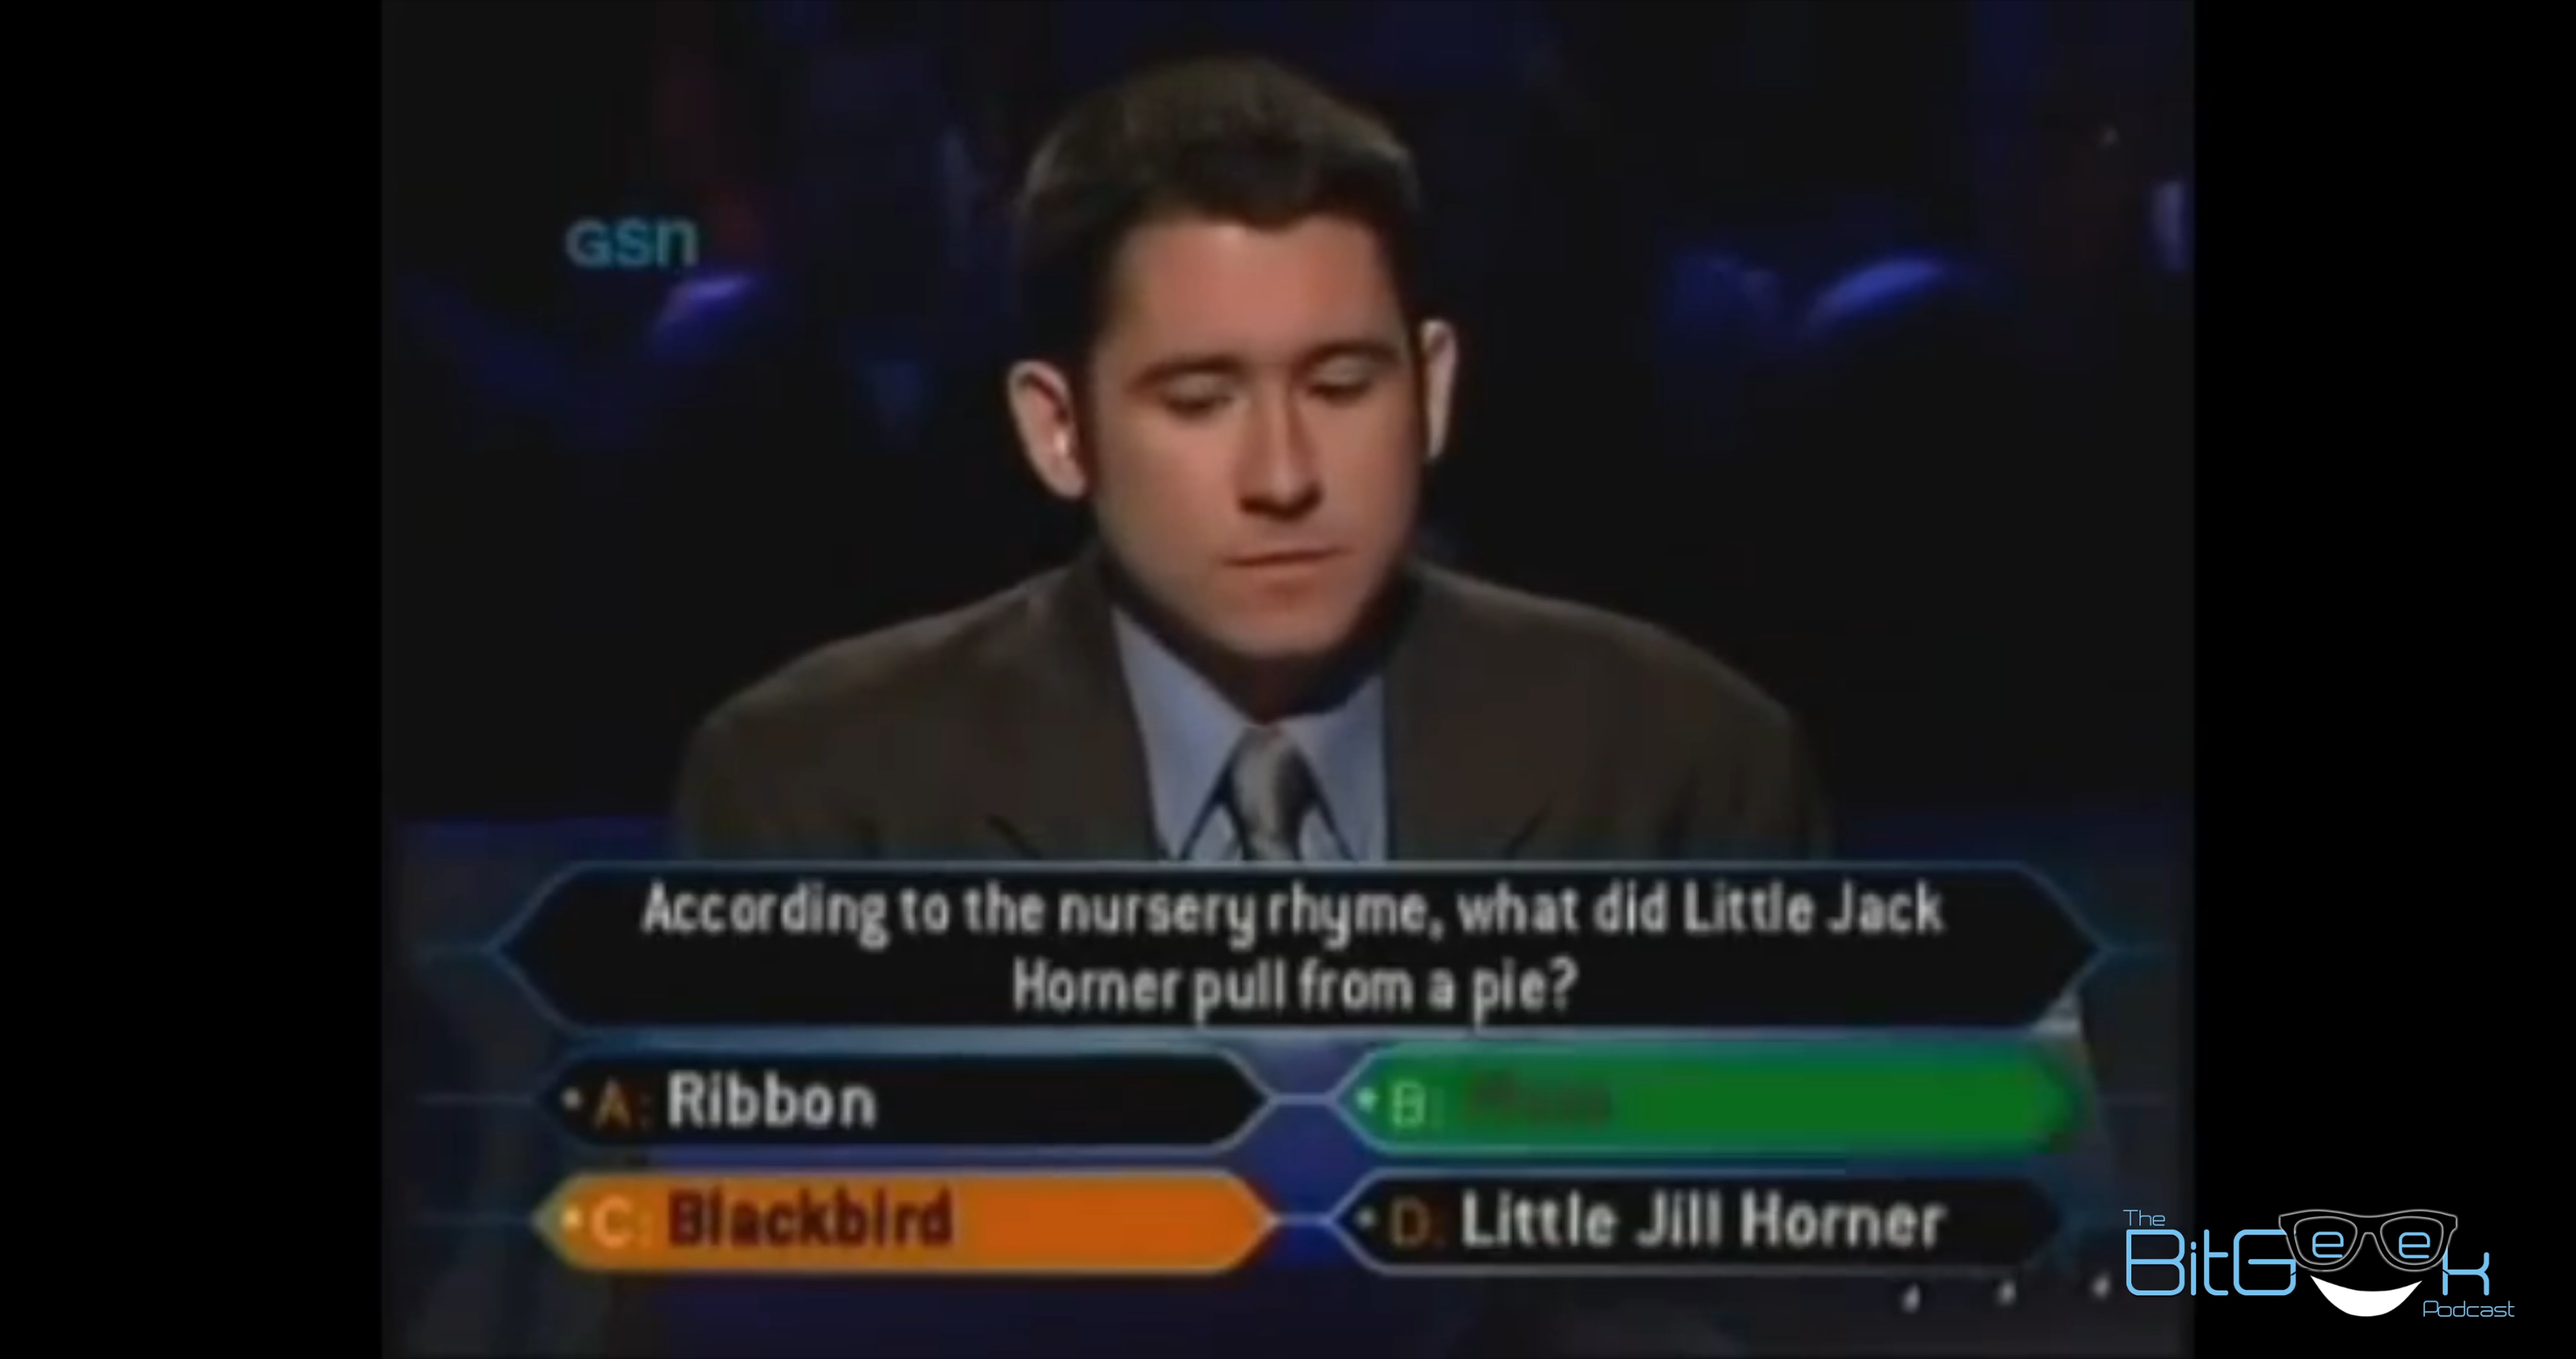 GSN
According to the nursery rhyme, what did Little Jack
Horner pull from a pie?
A: Ribbon
B:
C: Blackbird
D: Little Jill Horner
The
BitGeek
Podcast